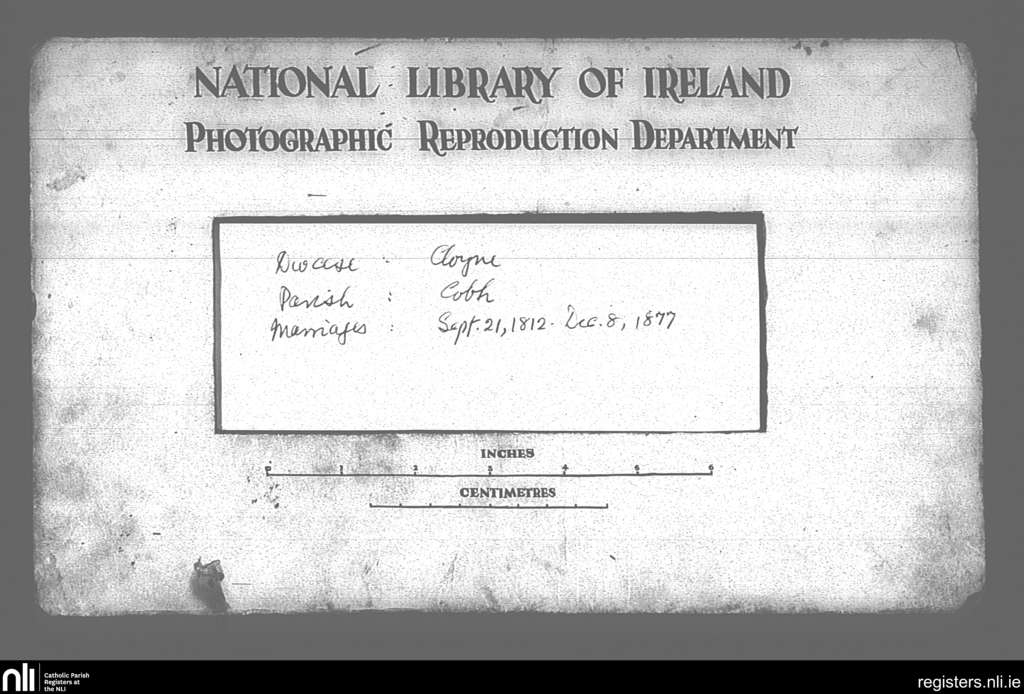 NATIONAL LIBRARY OF IRELAND
PHOTOGRAPHIC REPRODUCTION DEPARTMENT
Diocese : Cloyne
Parish : Cobh
Marriages : Sept. 21, 1812 - Dec. 8, 1877
INCHES
0 1 2 3 4 5 6
CENTIMETRES
nli Catholic Parish
Registers at
the NLI
registers.nli.ie